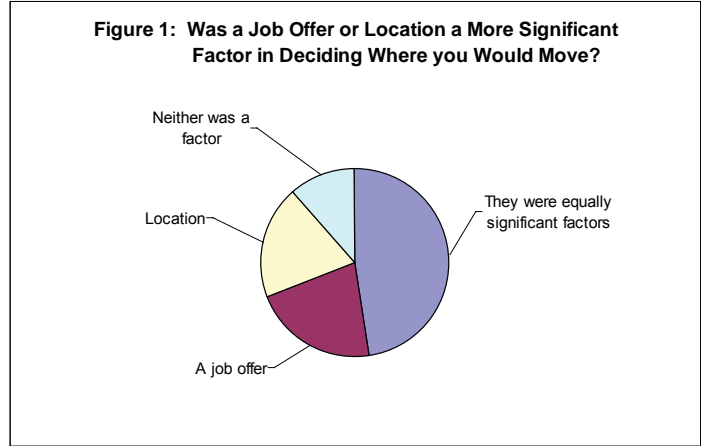 Figure 1: Was a Job Offer or Location a More Significant
Factor in Deciding Where you Would Move?
Neither was a
factor
They were equally
significant factors
Location
A job offer